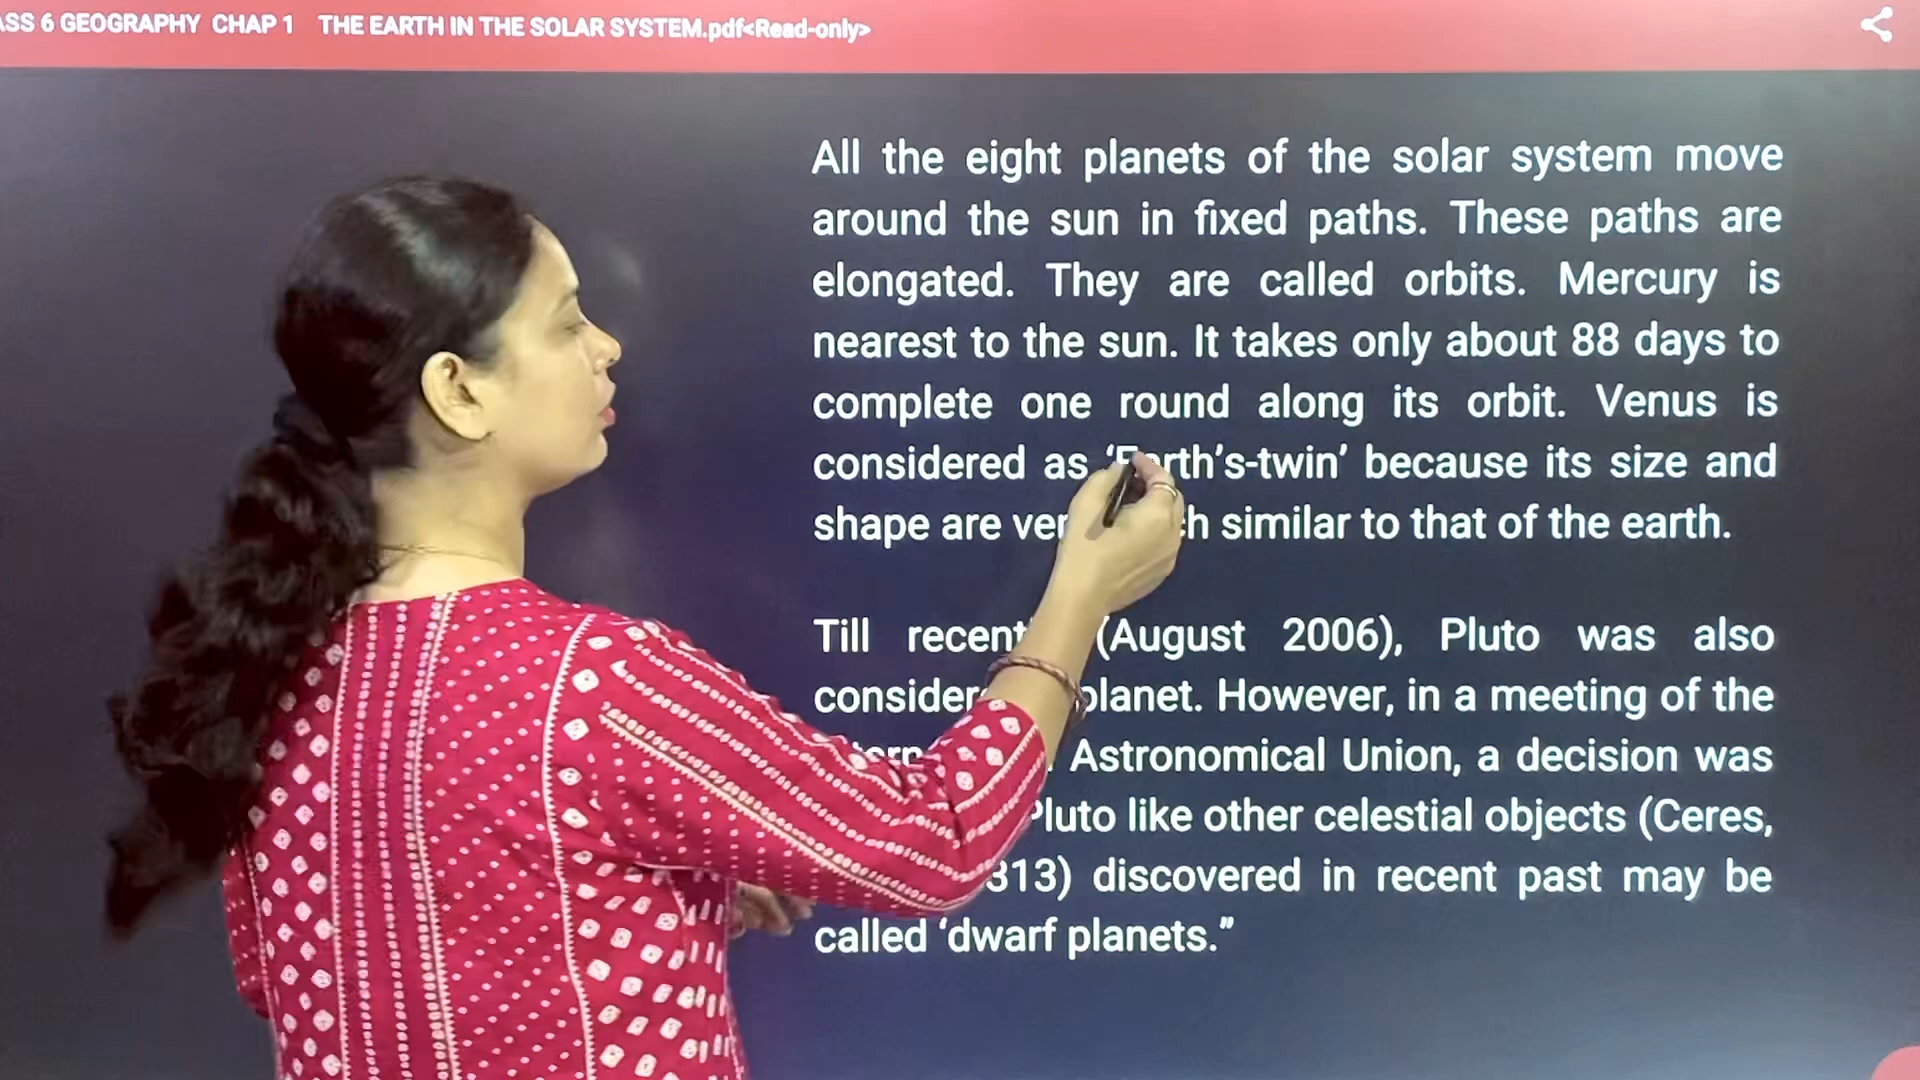 6 GEOGRAPHY CHAP 1 THE EARTH IN THE SOLAR SYSTEM.pdf<Read-only>
All the eight planets of the solar system move
around the sun in fixed paths. These paths are
elongated. They are called orbits. Mercury is
nearest to the sun. It takes only about 88 days to
complete one round along its orbit. Venus is
considered as ‘Earth’s-twin’ because its size and
shape are similar to that of the earth.
Till (August 2006), Pluto was also
planet. However, in a meeting of the
Astronomical Union, a decision was
Pluto like other celestial objects (Ceres,
313) discovered in recent past may be
called ‘dwarf planets.”